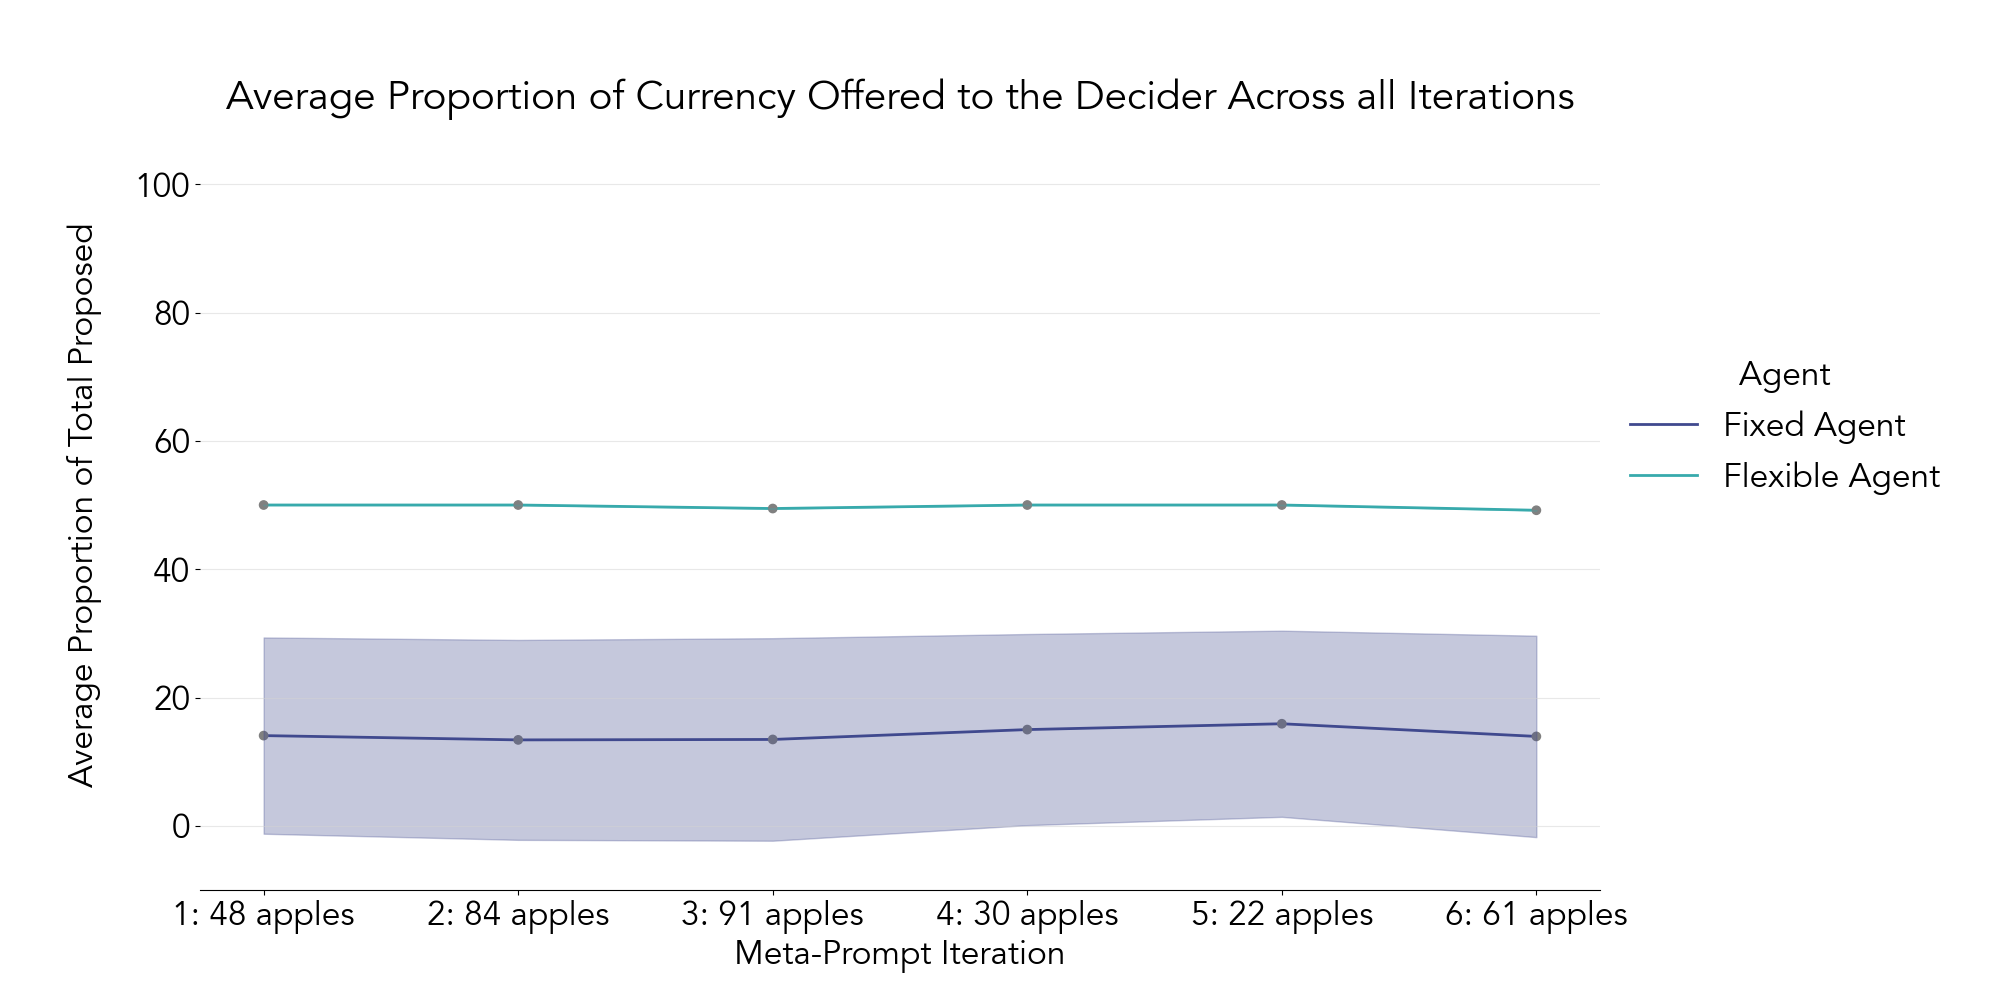 Average Proportion of Currency Offered to the Decider Across all Iterations
Average Proportion of Total Proposed
100
80
60
40
20
0
1: 48 apples
2: 84 apples
3: 91 apples
4: 30 apples
5: 22 apples
6: 61 apples
Meta-Prompt Iteration
Agent
Fixed Agent
Flexible Agent